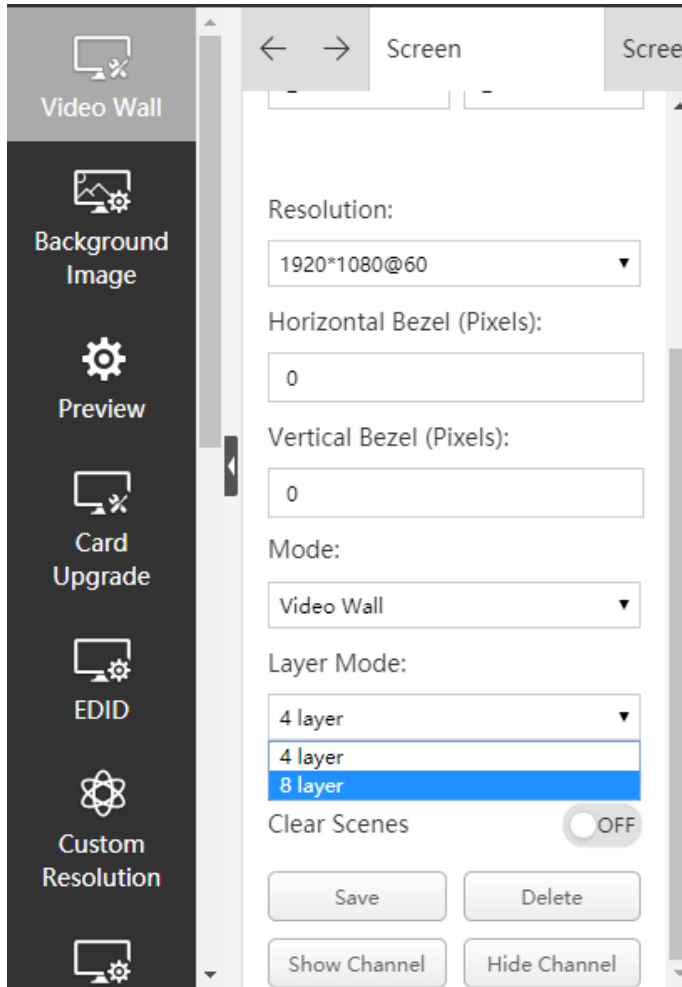 Video Wall
Background
Image
Preview
Card
Upgrade
EDID
Custom
Resolution
Screen
Scree
Resolution:
1920*1080@60
Horizontal Bezel (Pixels):
0
Vertical Bezel (Pixels):
0
Mode:
Video Wall
Layer Mode:
4 layer
4 layer
8 layer
Clear Scenes
OFF
Save
Delete
Show Channel
Hide Channel